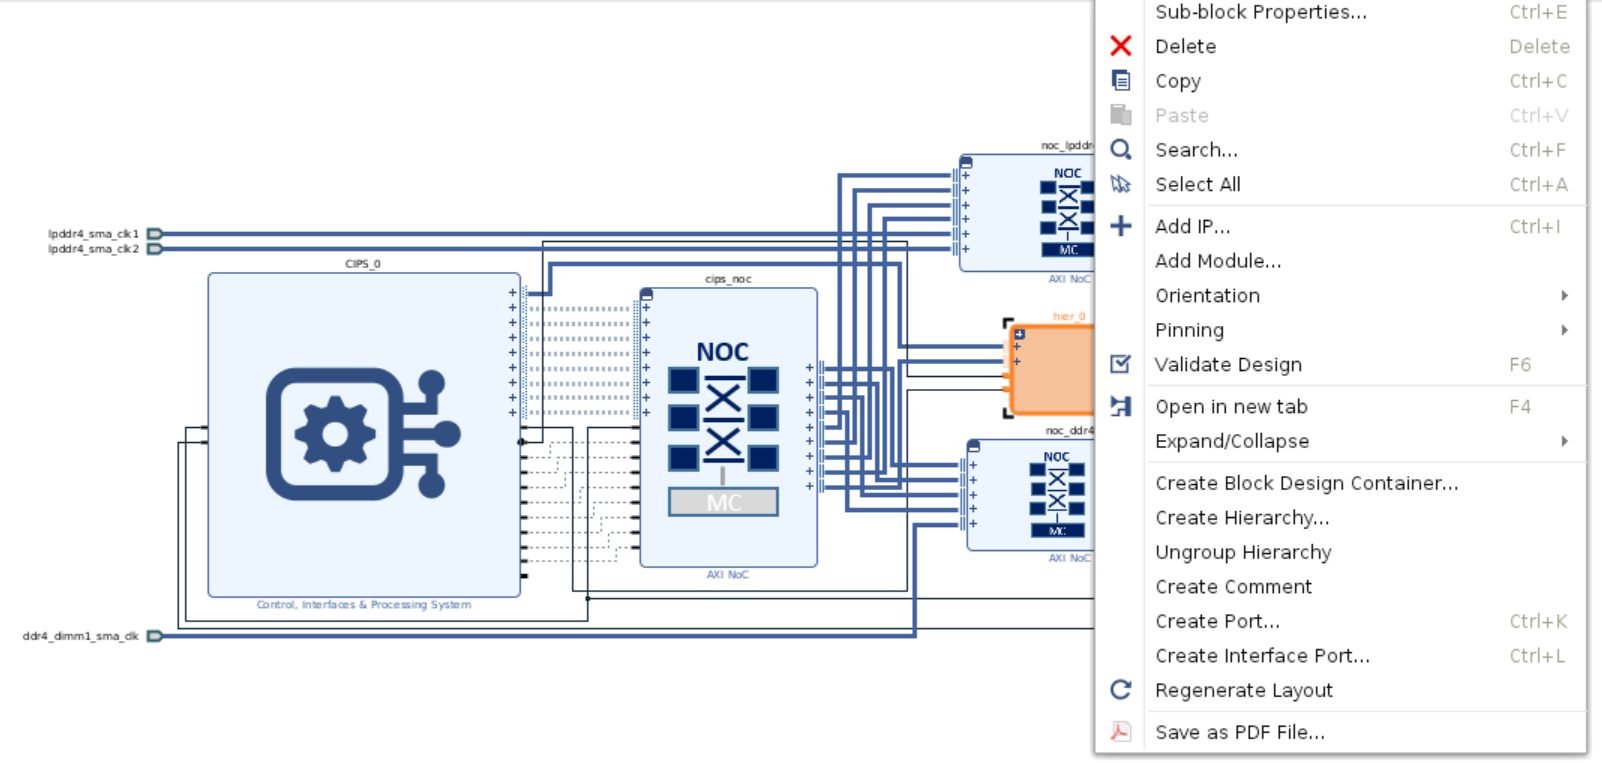 Sub-block Properties... Ctrl+E
Delete Delete
Copy Ctrl+C
Paste Ctrl+V
Search... Ctrl+F
Select All Ctrl+A
Add IP... Ctrl+I
Add Module...
Orientation
Pinning
Validate Design F6
Open in new tab F4
Expand/Collapse
Create Block Design Container...
Create Hierarchy...
Ungroup Hierarchy
Create Comment
Create Port... Ctrl+K
Create Interface Port... Ctrl+L
Regenerate Layout
Save as PDF File...
noc_lpddr
NOC
MC
AXI NoC
lpddr4_sma_clk1
lpddr4_sma_clk2
CIPS_0
Control, Interfaces & Processing System
cips_noc
NOC
MC
AXI NoC
hier_0
noc_ddr4
NOC
MC
AXI NoC
ddr4_dimm1_sma_clk